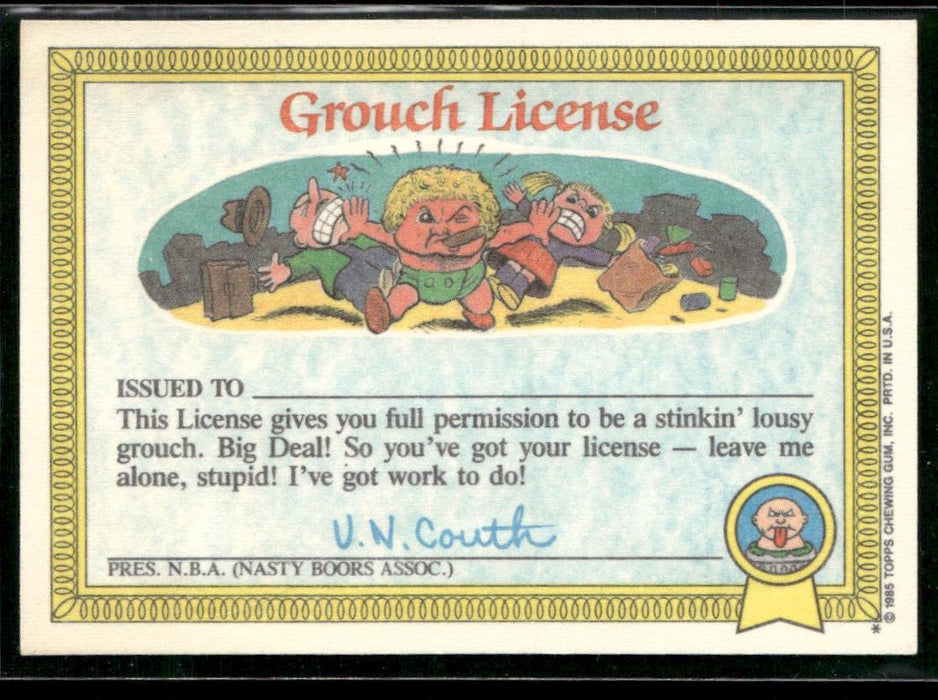 Grouch License
ISSUED TO
This License gives you full permission to be a stinkin' lousy
grouch. Big Deal! So you've got your license — leave me
alone, stupid! I've got work to do!
U.N. Couth
PRES. N.B.A. (NASTY BOORS ASSOC.)
* © 1985 TOPPS CHEWING GUM, INC. PRTD. IN U.S.A.